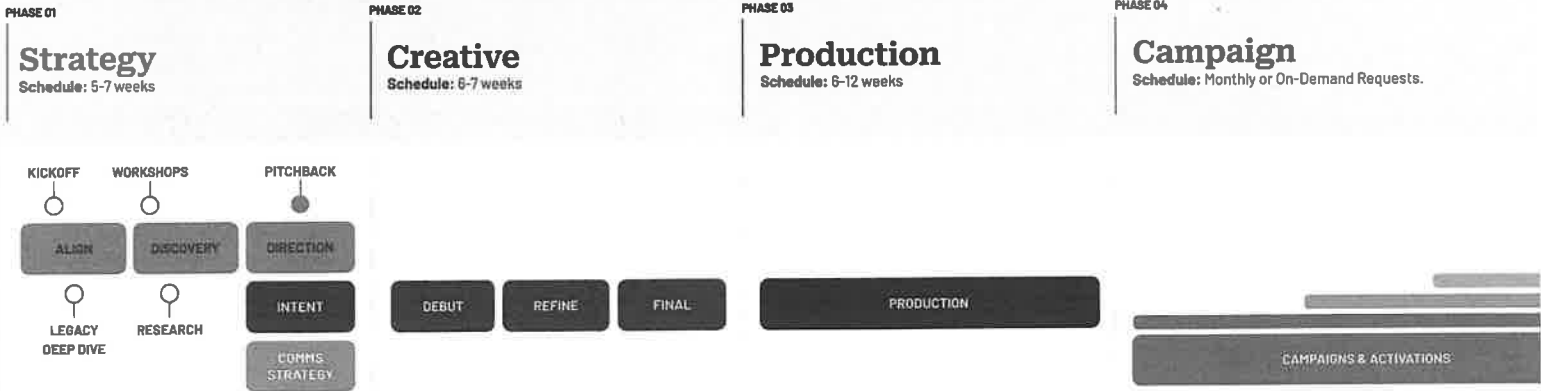 PHASE 01
Strategy
Schedule: 5-7 weeks
PHASE 02
Creative
Schedule: 6-7 weeks
PHASE 03
Production
Schedule: 6-12 weeks
PHASE 04
Campaign
Schedule: Monthly or On-Demand Requests.
KICKOFF
WORKSHOPS
PITCHBACK
ALIGN
DISCOVERY
DIRECTION
LEGACY
DEEP DIVE
RESEARCH
INTENT
COMMS
STRATEGY
DEBUT
REFINE
FINAL
PRODUCTION
CAMPAIGNS & ACTIVATIONS